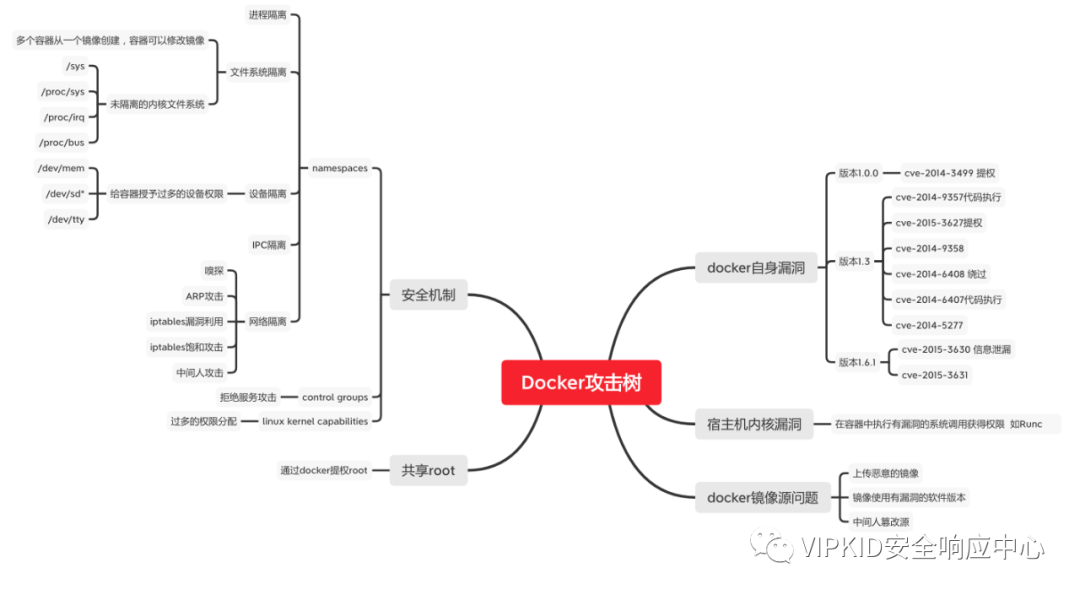 Docker攻击树
安全机制
namespaces
进程隔离
文件系统隔离
多个容器从一个镜像创建，容器可以修改镜像
未隔离的内核文件系统
/sys
/proc/sys
/proc/irq
/proc/bus
设备隔离
给容器授予过多的设备权限
/dev/mem
/dev/sd*
/dev/tty
IPC隔离
网络隔离
嗅探
ARP攻击
iptables漏洞利用
iptables饱和攻击
中间人攻击
control groups
拒绝服务攻击
linux kernel capabilities
过多的权限分配
共享root
通过docker提权root
docker自身漏洞
版本1.0.0
cve-2014-3499 提权
版本1.3
cve-2014-9357代码执行
cve-2015-3627提权
cve-2014-9358
cve-2014-6408 绕过
cve-2014-6407代码执行
cve-2014-5277
版本1.6.1
cve-2015-3630 信息泄漏
cve-2015-3631
宿主机内核漏洞
在容器中执行有漏洞的系统调用获得权限 如Runc
docker镜像源问题
上传恶意的镜像
镜像使用有漏洞的软件版本
中间人篡改源
VIPKID安全响应中心